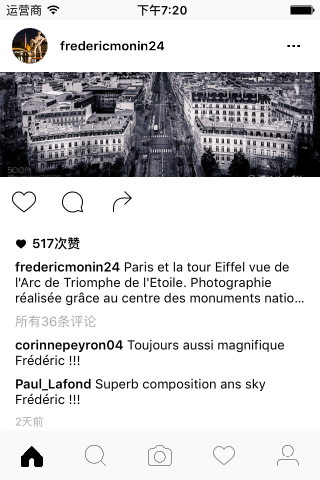 运营商 下午7:20
fredericmonin24
500px
517次赞
fredericmonin24 Paris et la tour Eiffel vue de
l'Arc de Triomphe de l'Etoile. Photographie
réalisée grâce au centre des monuments natio...
所有36条评论
corinnepeyron04 Toujours aussi magnifique
Frédéric !!!
Paul_Lafond Superb composition ans sky
Frédéric !!!
2天前